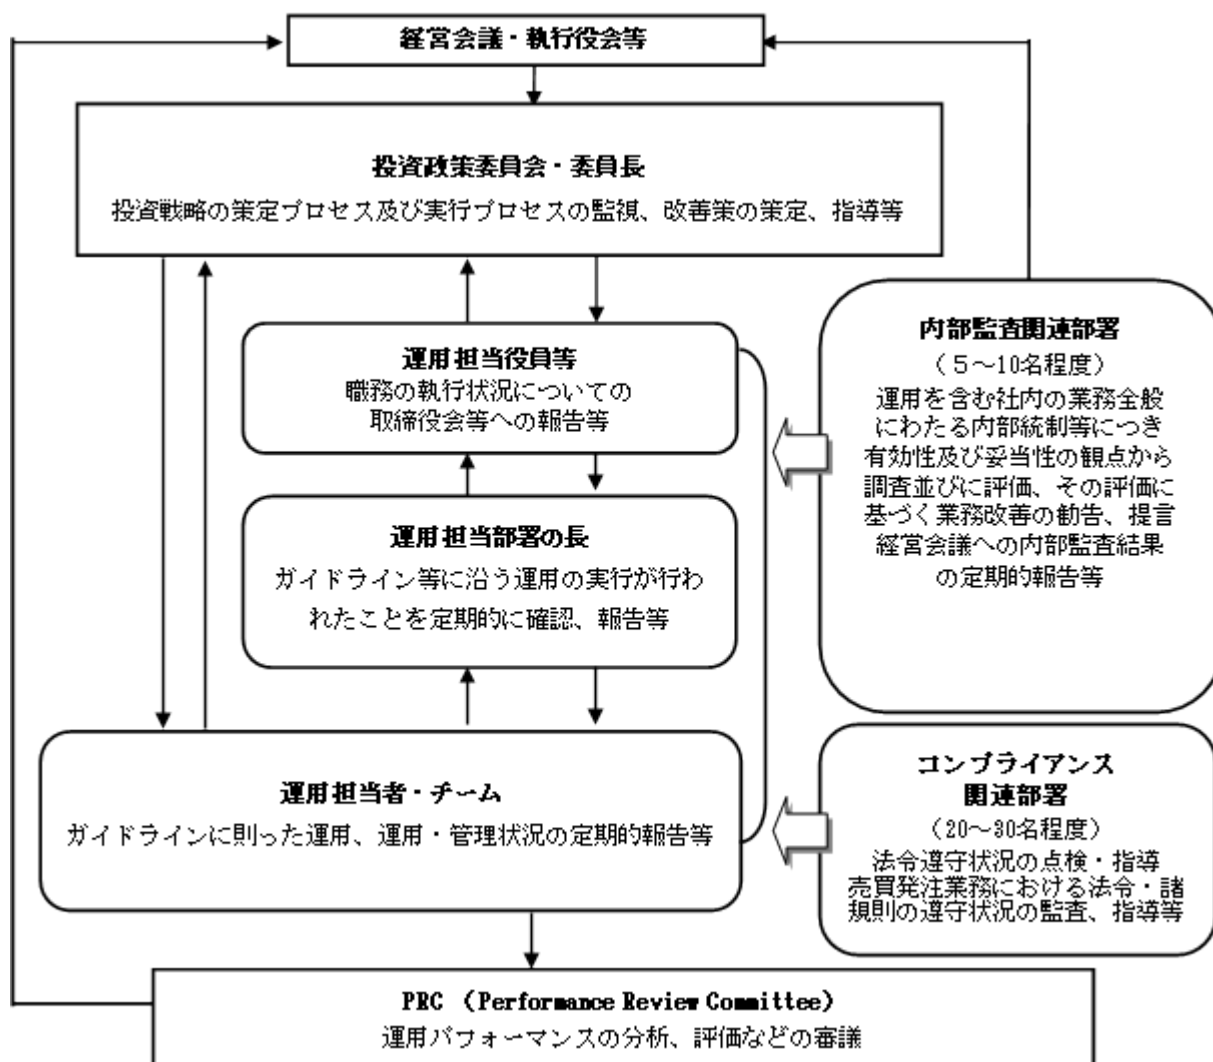 経営会議・執行役会等
投資政策委員会・委員長
投資戦略の策定プロセス及び実行プロセスの監視、改善策の策定、指導等
運用担当役員等
職務の執行状況についての
取締役会等への報告等
運用担当部署の長
ガイドライン等に沿う運用の実行が行わ
れたことを定期的に確認、報告等
運用担当者・チーム
ガイドラインに則った運用、運用・管理状況の定期的報告等
内部監査関連部署
（5～10名程度）
運用を含む社内の業務全般
にわたる内部統制等につき
有効性及び妥当性の観点から
調査並びに評価、その評価に
基づく業務改善の勧告、提言
経営会議への内部監査結果
の定期的報告等
コンプライアンス
関連部署
（20～30名程度）
法令遵守状況の点検・指導
売買発注業務における法令・諸
規則の遵守状況の監査、指導等
PRC （Performance Review Committee）
運用パフォーマンスの分析、評価などの審議